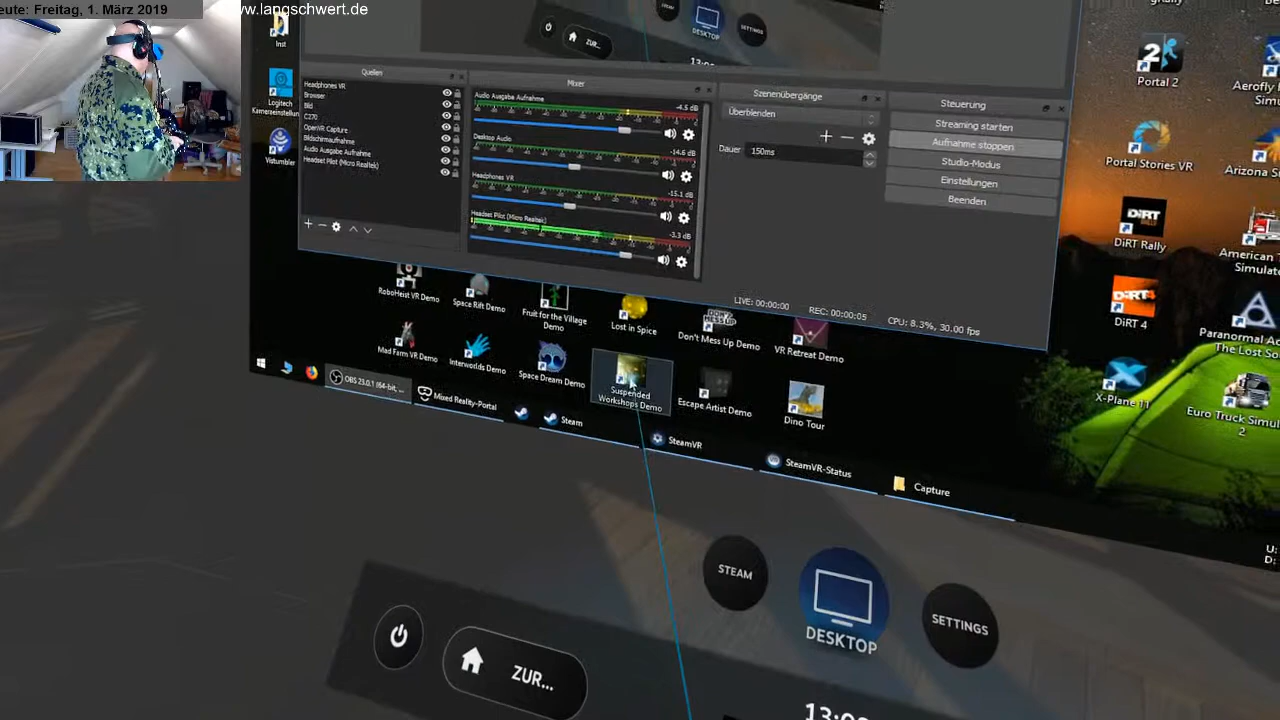 eute: Freitag, 1. März 2019
ww.langschwert.de
DESKTOP
SETTINGS
ZUR...
Inst
Logitech
Kameraeinstellun
Vistumbler
Quellen
Headphones VR
Browser
Bild
C270
OpenVR Capture
Bildschirmaufnahme
Audio Ausgabe Aufnahme
Headset Pilot (Micro Realtek)
Mixer
Audio Ausgabe Aufnahme
-4.5 dB
Desktop Audio
-14.6 dB
Headphones VR
-15.1 dB
Headset Pilot (Micro Realtek)
-3.3 dB
Szenenübergänge
Überblenden
Dauer
150ms
Steuerung
Streaming starten
Aufnahme stoppen
Studio-Modus
Einstellungen
Beenden
LIVE: 00:00:00
REC: 00:00:05
CPU: 8.3%, 30.00 fps
Portal 2
Aerofly
Portal Stories VR
Arizona S
DiRT Rally
American
Simulato
DiRT 4
Paranormal A
The Lost So
X-Plane 11
Euro Truck Simul
2
RoboHeist VR Demo
Space Rift Demo
Fruit for the Village
Demo
Lost in Spice
Don't Mess Up Demo
VR Retreat Demo
Mad Farm VR Demo
Interworlds Demo
Space Dream Demo
Suspended
Workshops Demo
Escape Artist Demo
Dino Tour
OBS 23.0.1 (64-bit, ...
Mixed Reality-Portal
Steam
SteamVR
SteamVR-Status
Capture
U:
D:
STEAM
DESKTOP
SETTINGS
ZUR...